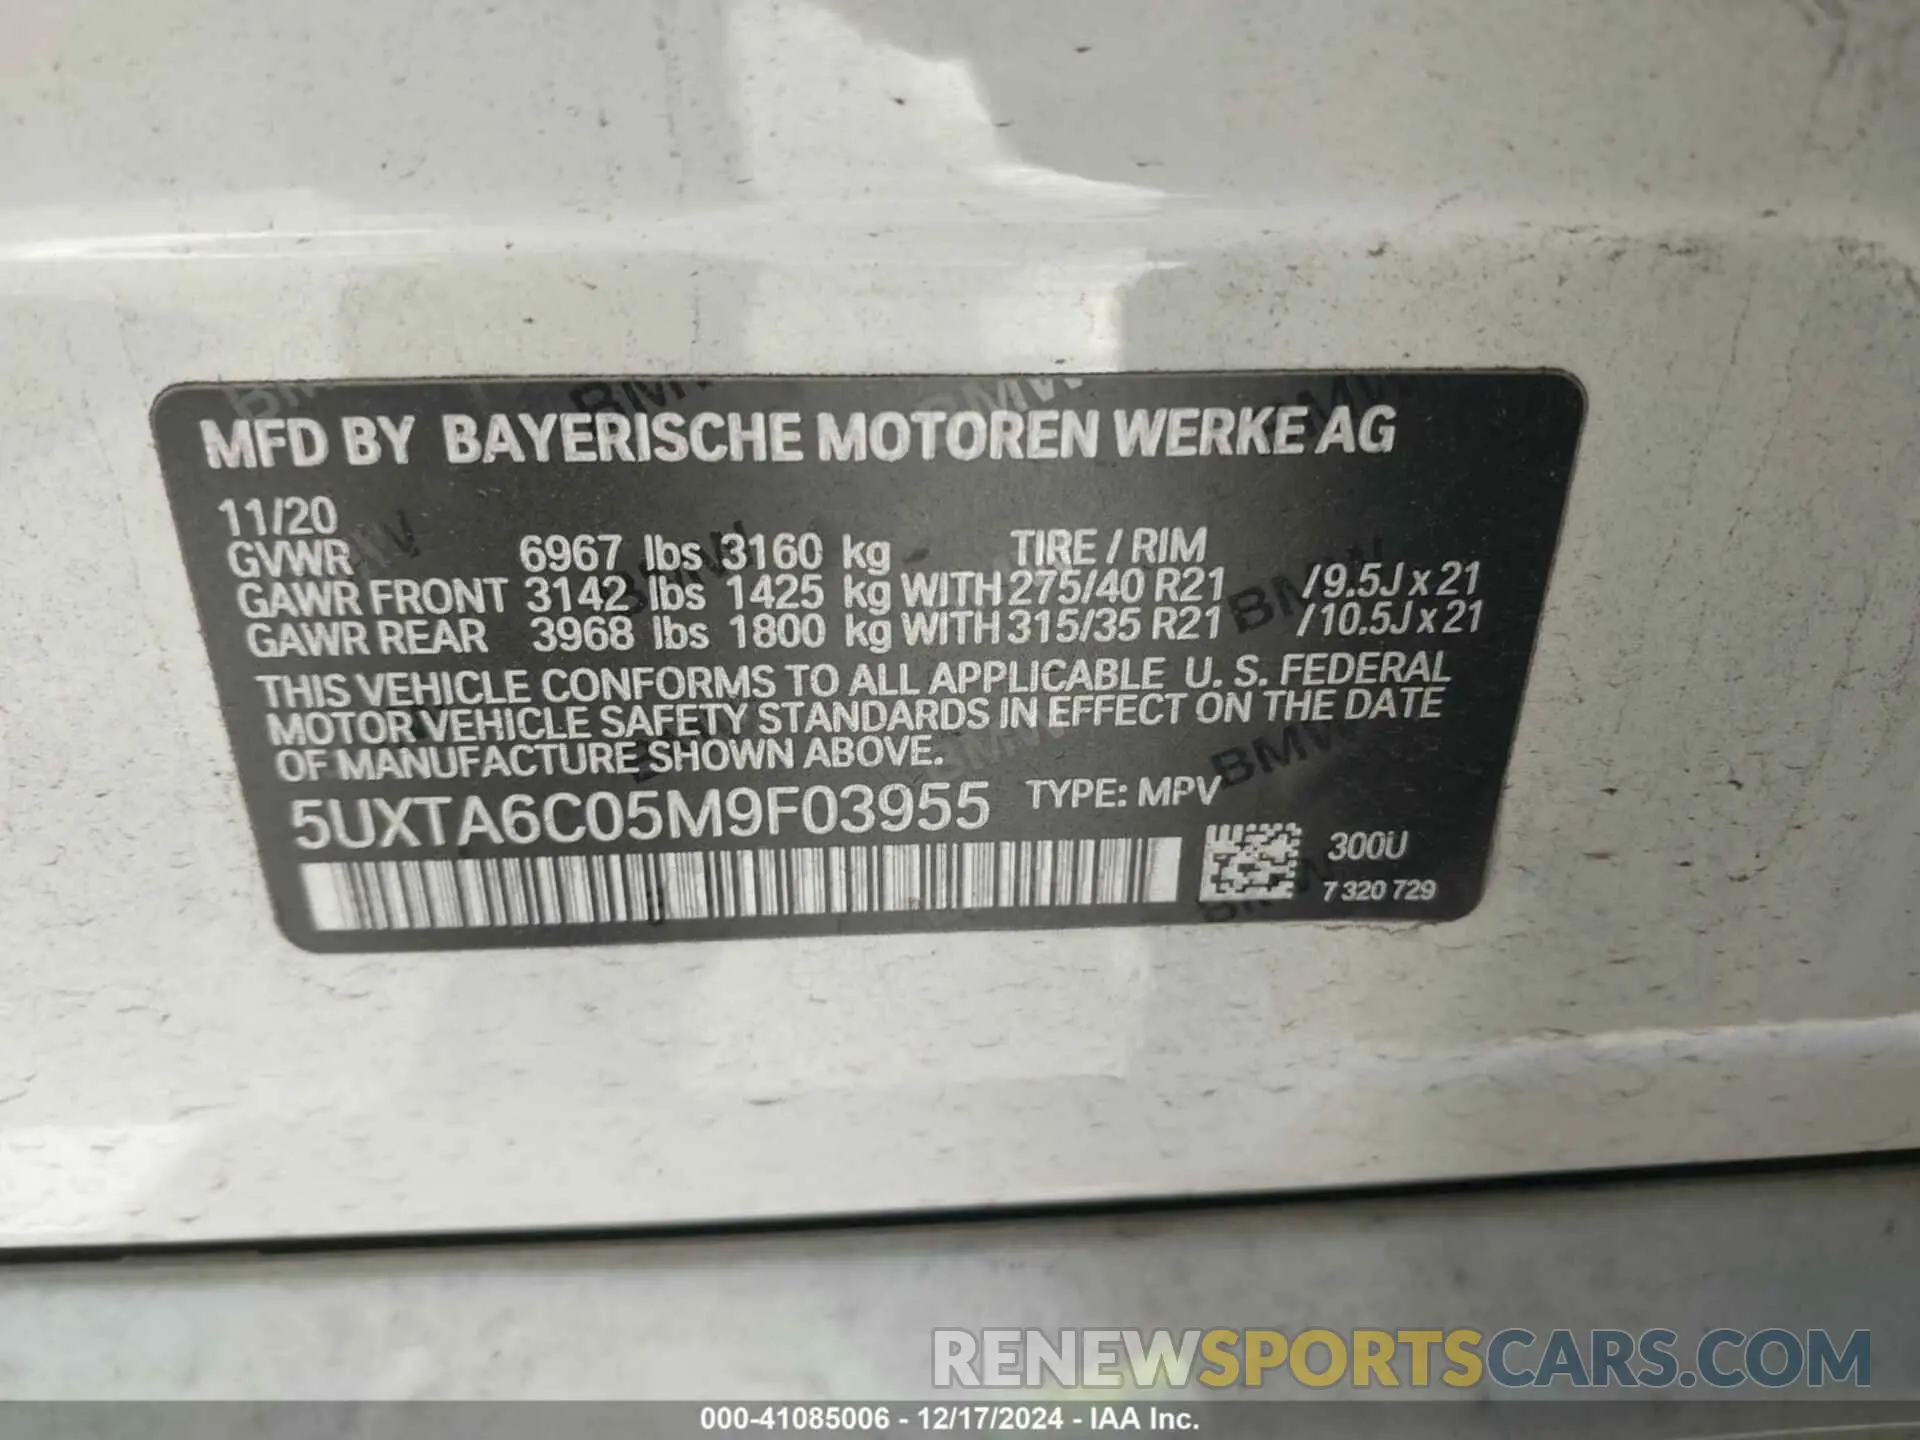 MFD BY BAYERISCHE MOTOREN WERKE AG
11/20
GVWR 6967 lbs 3160 kg TIRE / RIM
GAWR FRONT 3142 lbs 1425 kg WITH 275/40 R21 /9.5J x 21
GAWR REAR 3968 lbs 1800 kg WITH 315/35 R21 /10.5J x 21
THIS VEHICLE CONFORMS TO ALL APPLICABLE U. S. FEDERAL
MOTOR VEHICLE SAFETY STANDARDS IN EFFECT ON THE DATE
OF MANUFACTURE SHOWN ABOVE.
5UXTA6C05M9F03955 TYPE: MPV
300U
7 320 729
RENEWSPORTSCARS.COM
000-41085006 - 12/17/2024 - IAA Inc.